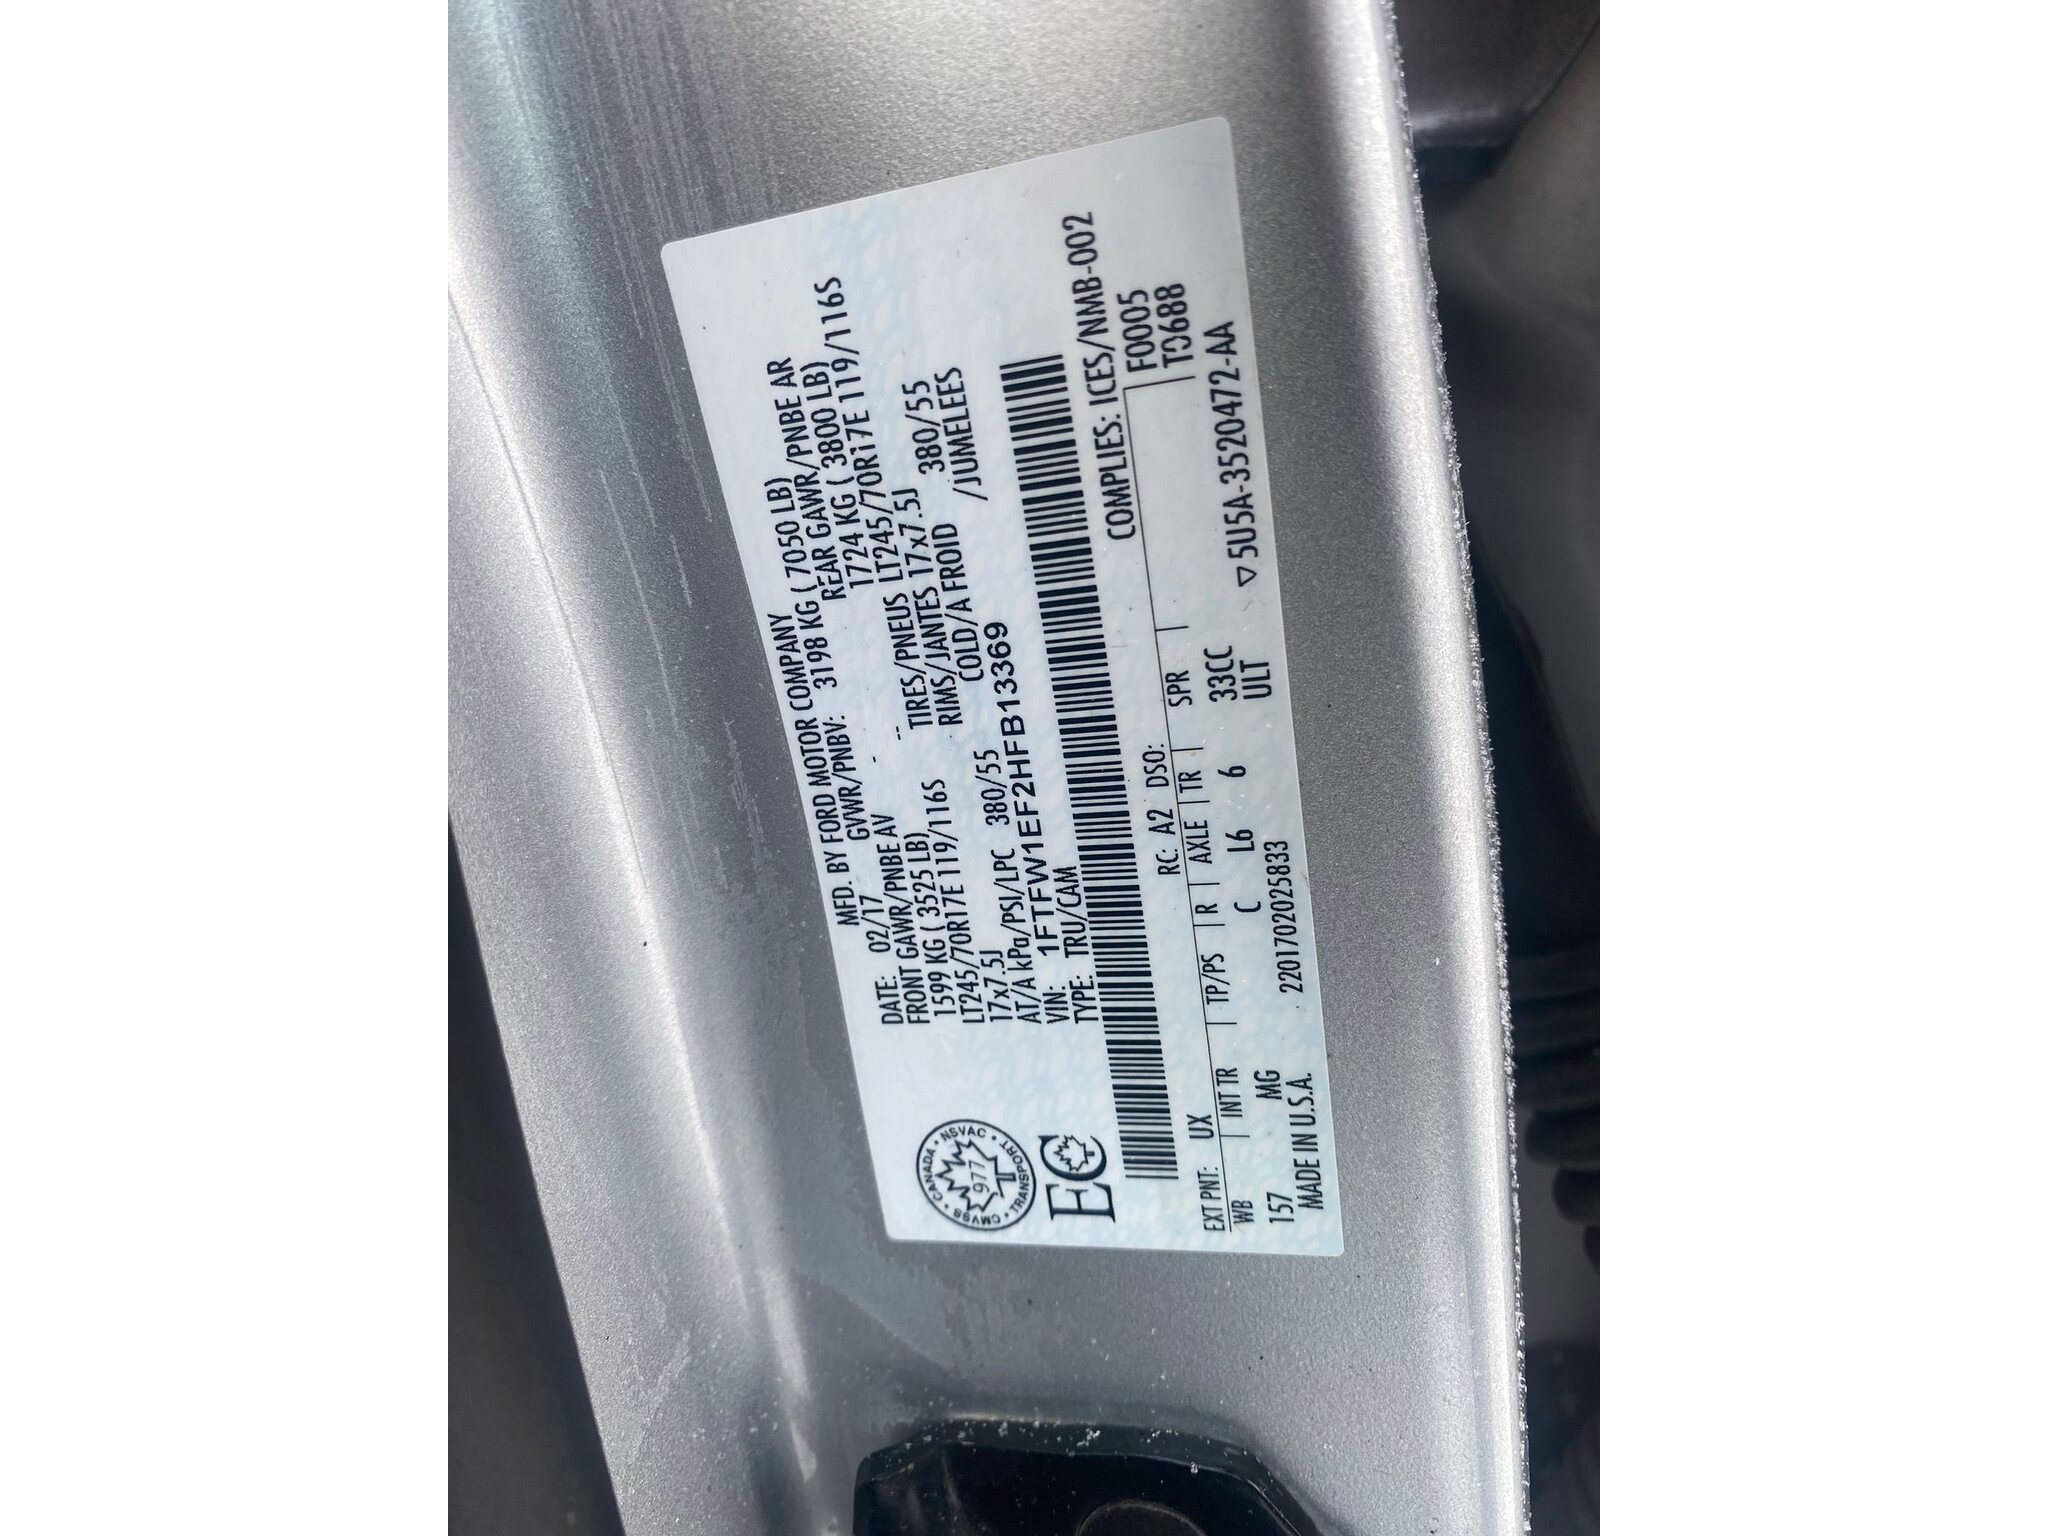 MFD. BY FORD MOTOR COMPANY
DATE: 02/17 GVWR/PNBV: 3198 KG ( 7050 LB)
FRONT GAWR/PNBE AV REAR GAWR/PNBE AR
1599 KG ( 3525 LB) 1724 KG ( 3800 LB)
LT245/70R17E119/116S TIRES/PNEUS LT245/70R17E 119/116S
17x7.5J RIMS/JANTES 17x7.5J
AT/A kPa/PSI/LPC 380/55 COLD/A FROID 380/55
VIN: 1FTFW1EF2HFB13369 /JUMELEES
TYPE: TRU/CAM
CANADA • NSVAC • TRANSPORT • CMVSS •
977
EC
COMPLIES: ICES/NMB-002
RC: A2 DSO: F0005
EXT PNT: UX T0688
WB INT TR TP/PS R AXLE TR SPR
157 MG C L6 6 33CC
ULT
MADE IN U.S.A. 2201702025833 ▽5U5A-3520472-AA